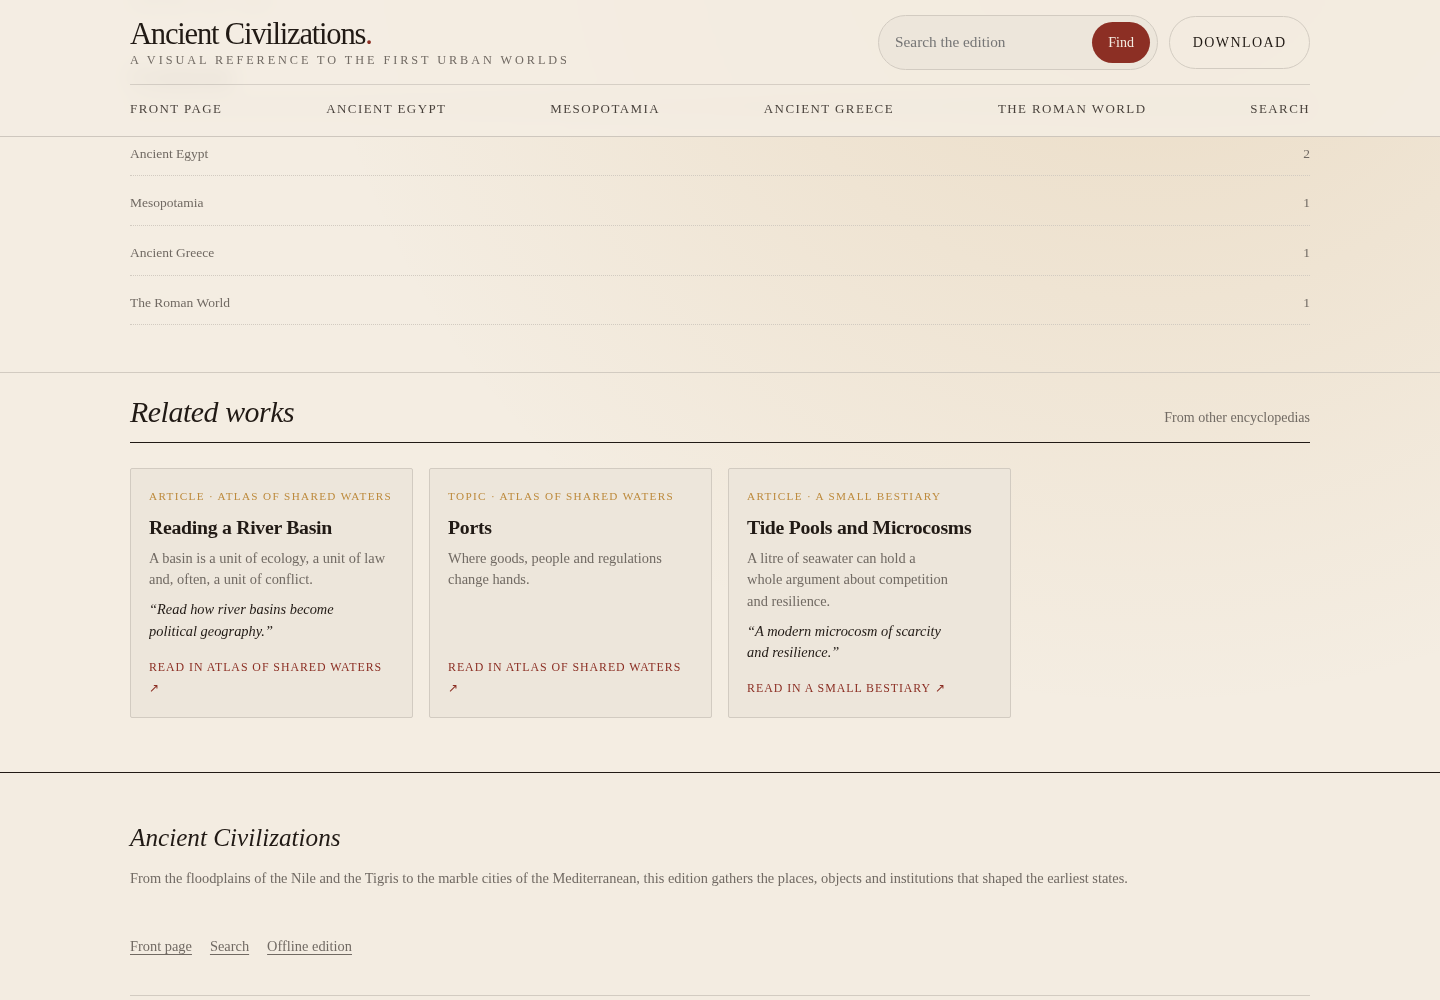 Ancient Civilizations.
A VISUAL REFERENCE TO THE FIRST URBAN WORLDS
Search the edition
Find
DOWNLOAD
FRONT PAGE
ANCIENT EGYPT
MESOPOTAMIA
ANCIENT GREECE
THE ROMAN WORLD
SEARCH
Ancient Egypt 2
Mesopotamia 1
Ancient Greece 1
The Roman World 1
Related works
From other encyclopedias
ARTICLE · ATLAS OF SHARED WATERS
Reading a River Basin
A basin is a unit of ecology, a unit of law
and, often, a unit of conflict.
“Read how river basins become
political geography.”
READ IN ATLAS OF SHARED WATERS
↗
TOPIC · ATLAS OF SHARED WATERS
Ports
Where goods, people and regulations
change hands.
READ IN ATLAS OF SHARED WATERS
↗
ARTICLE · A SMALL BESTIARY
Tide Pools and Microcosms
A litre of seawater can hold a
whole argument about competition
and resilience.
“A modern microcosm of scarcity
and resilience.”
READ IN A SMALL BESTIARY ↗
Ancient Civilizations
From the floodplains of the Nile and the Tigris to the marble cities of the Mediterranean, this edition gathers the places, objects and institutions that shaped the earliest states.
Front page
Search
Offline edition